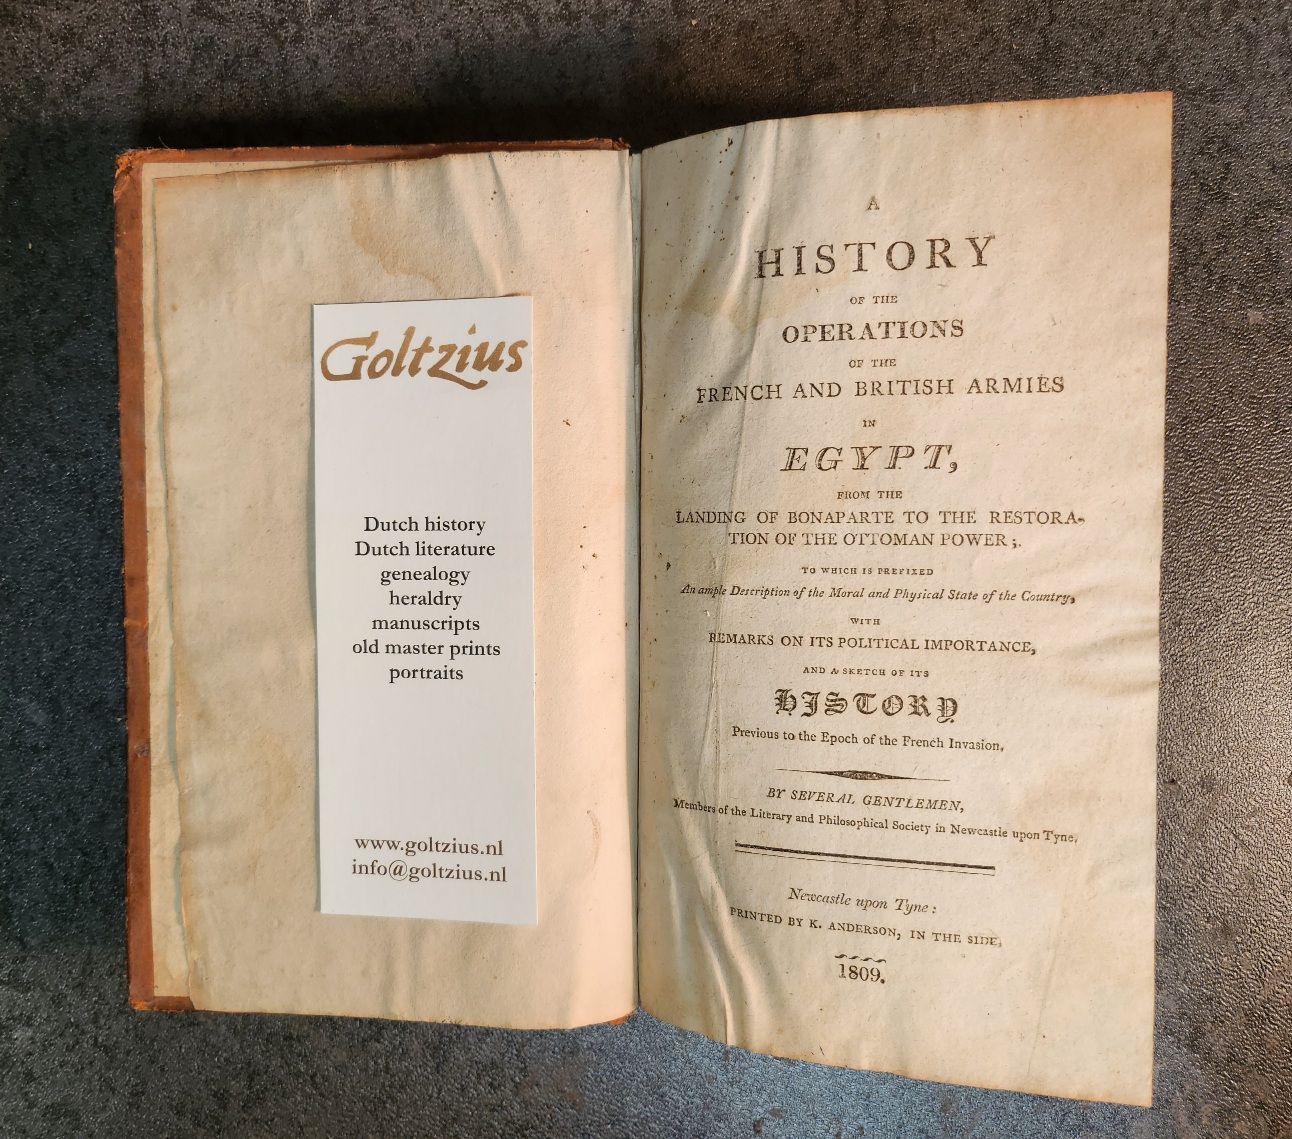 Goltzius
Dutch history
Dutch literature
genealogy
heraldry
manuscripts
old master prints
portraits
www.goltzius.nl
info@goltzius.nl
A
HISTORY
OF THE
OPERATIONS
OF THE
FRENCH AND BRITISH ARMIES
IN
EGYPT,
FROM THE
LANDING OF BONAPARTE TO THE RESTORA-
TION OF THE OTTOMAN POWER;
TO WHICH IS PREFIXED
An ample Description of the Moral and Physical State of the Country,
WITH
REMARKS ON ITS POLITICAL IMPORTANCE,
AND A SKETCH OF ITS
HISTORY
Previous to the Epoch of the French Invasion.
BY SEVERAL GENTLEMEN,
Members of the Literary and Philosophical Society in Newcastle upon Tyne.
Newcastle upon Tyne:
PRINTED BY K. ANDERSON, IN THE SIDE.
1809.